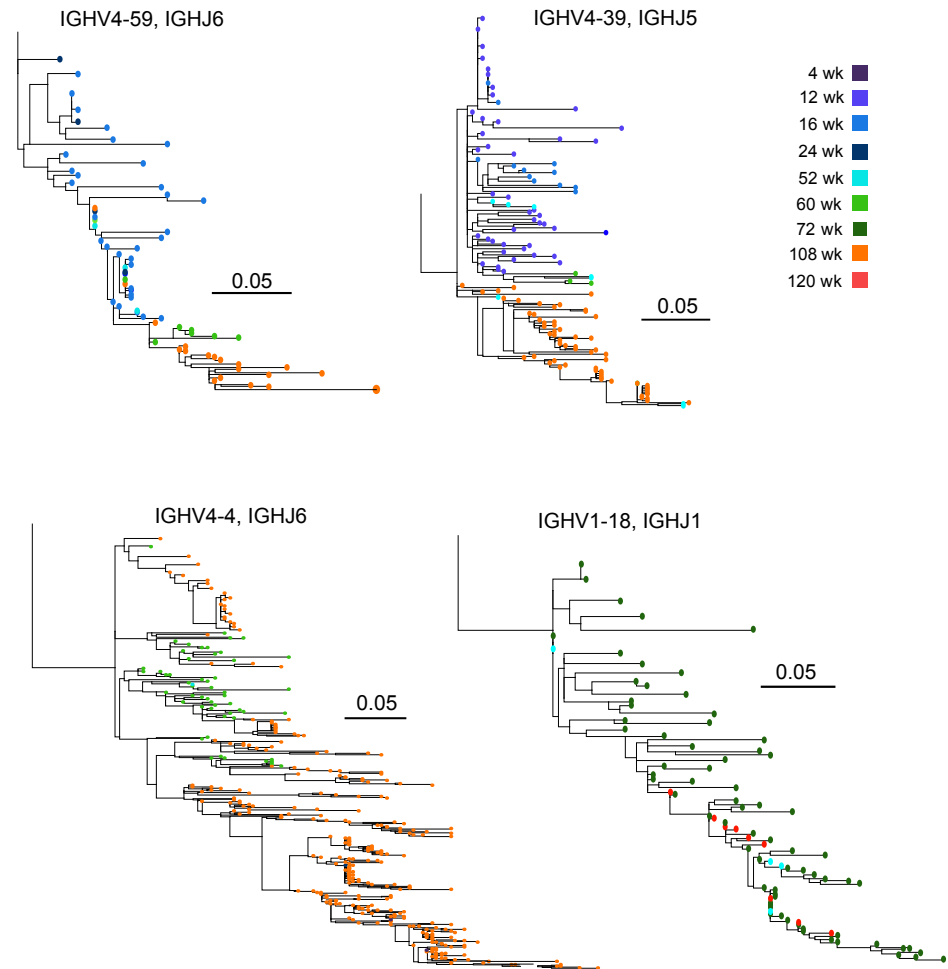 IGHV4-59, IGHJ6
IGHV4-39, IGHJ5
4 wk
12 wk
16 wk
24 wk
52 wk
60 wk
72 wk
108 wk
120 wk
0.05
0.05
IGHV4-4, IGHJ6
IGHV1-18, IGHJ1
0.05
0.05